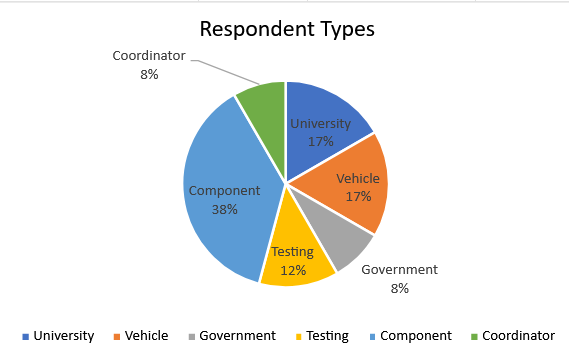 Respondent Types
Coordinator
8%
University
17%
Vehicle
17%
Component
38%
Testing
12%
Government
8%
University Vehicle Government Testing Component Coordinator